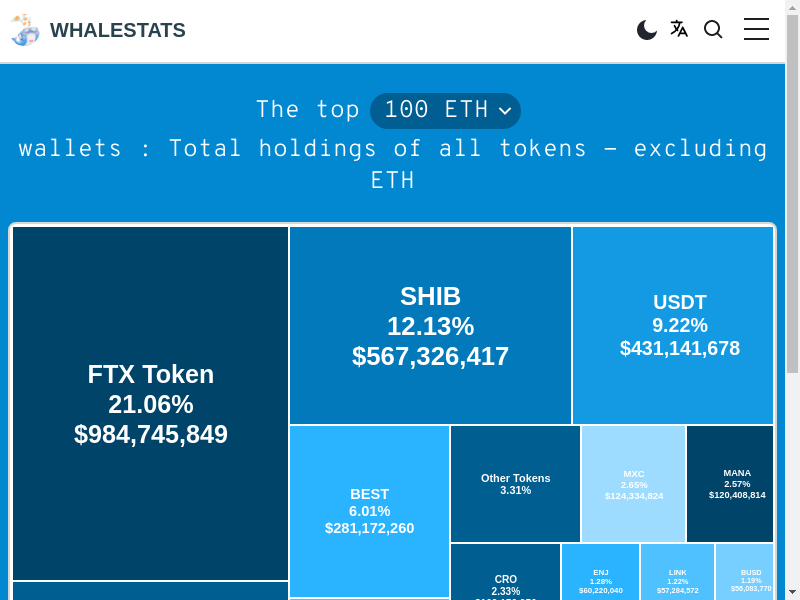 WHALESTATS
The top 100 ETH
wallets : Total holdings of all tokens – excluding
ETH
FTX Token
21.06%
$984,745,849
SHIB
12.13%
$567,326,417
USDT
9.22%
$431,141,678
BEST
6.01%
$281,172,260
Other Tokens
3.31%
MXC
2.65%
$124,334,824
MANA
2.57%
$120,408,814
CRO
2.33%
ENJ
1.28%
$60,220,040
LINK
1.22%
$57,284,572
BUSD
1.19%
$56,083,770